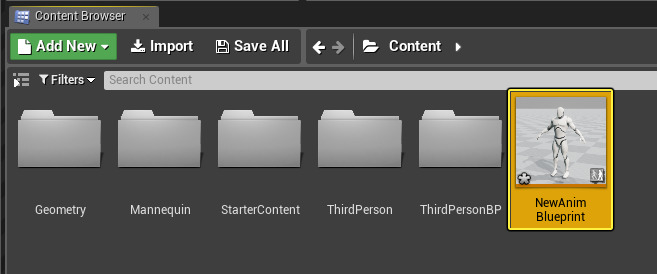 Content Browser
Add New Import Save All Content
Filters Search Content
Geometry Mannequin StarterContent ThirdPerson ThirdPersonBP NewAnim
Blueprint